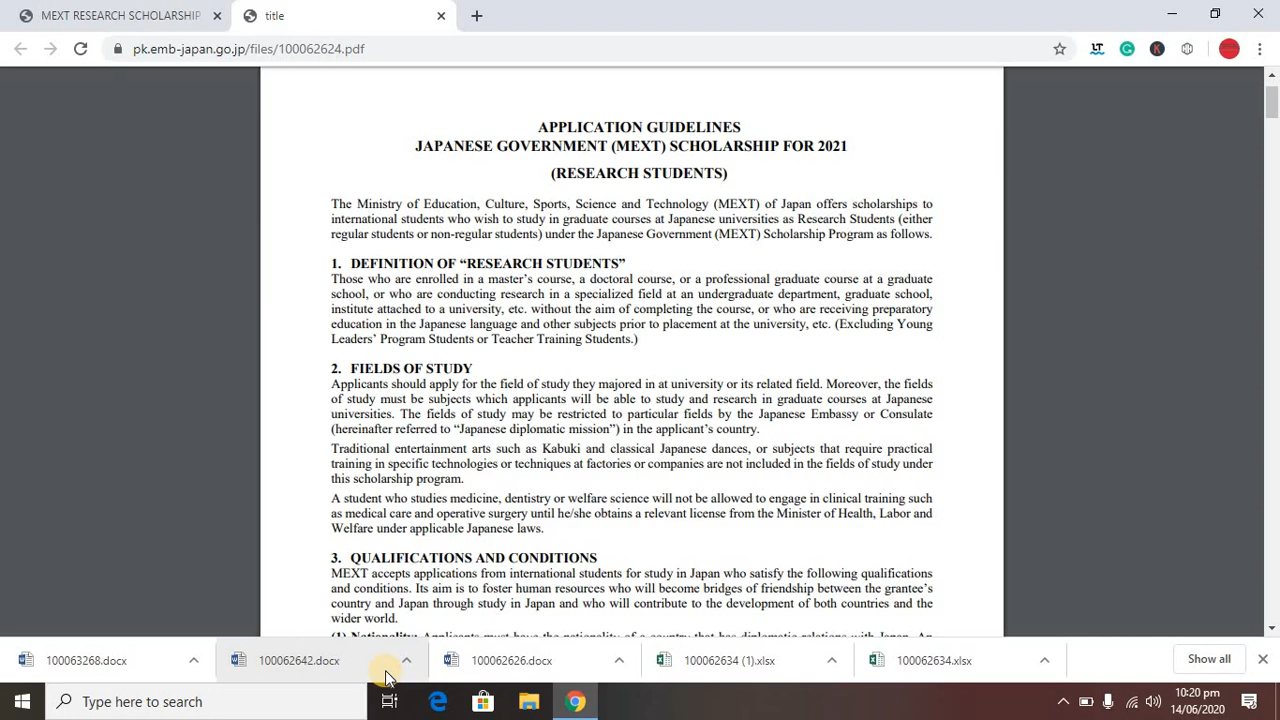 MEXT RESEARCH SCHOLARSHIP
title
pk.emb-japan.go.jp/files/100062624.pdf
LT
APPLICATION GUIDELINES
JAPANESE GOVERNMENT (MEXT) SCHOLARSHIP FOR 2021
(RESEARCH STUDENTS)
The Ministry of Education, Culture, Sports, Science and Technology (MEXT) of Japan offers scholarships to
international students who wish to study in graduate courses at Japanese universities as Research Students (either
regular students or non-regular students) under the Japanese Government (MEXT) Scholarship Program as follows.
1. DEFINITION OF “RESEARCH STUDENTS”
Those who are enrolled in a master’s course, a doctoral course, or a professional graduate course at a graduate
school, or who are conducting research in a specialized field at an undergraduate department, graduate school,
institute attached to a university, etc. without the aim of completing the course, or who are receiving preparatory
education in the Japanese language and other subjects prior to placement at the university, etc. (Excluding Young
Leaders’ Program Students or Teacher Training Students.)
2. FIELDS OF STUDY
Applicants should apply for the field of study they majored in at university or its related field. Moreover, the fields
of study must be subjects which applicants will be able to study and research in graduate courses at Japanese
universities. The fields of study may be restricted to particular fields by the Japanese Embassy or Consulate
(hereinafter referred to “Japanese diplomatic mission”) in the applicant’s country.
Traditional entertainment arts such as Kabuki and classical Japanese dances, or subjects that require practical
training in specific technologies or techniques at factories or companies are not included in the fields of study under
this scholarship program.
A student who studies medicine, dentistry or welfare science will not be allowed to engage in clinical training such
as medical care and operative surgery until he/she obtains a relevant license from the Minister of Health, Labor and
Welfare under applicable Japanese laws.
3. QUALIFICATIONS AND CONDITIONS
MEXT accepts applications from international students for study in Japan who satisfy the following qualifications
and conditions. Its aim is to foster human resources who will become bridges of friendship between the grantee’s
country and Japan through study in Japan and who will contribute to the development of both countries and the
wider world.
(1) Nationality: Applicants must have the nationality of a country that has diplomatic relations with Japan. An
100063268.docx
100062642.docx
100062626.docx
100062634 (1).xlsx
100062634.xlsx
Show all
Type here to search
10:20 pm
14/06/2020